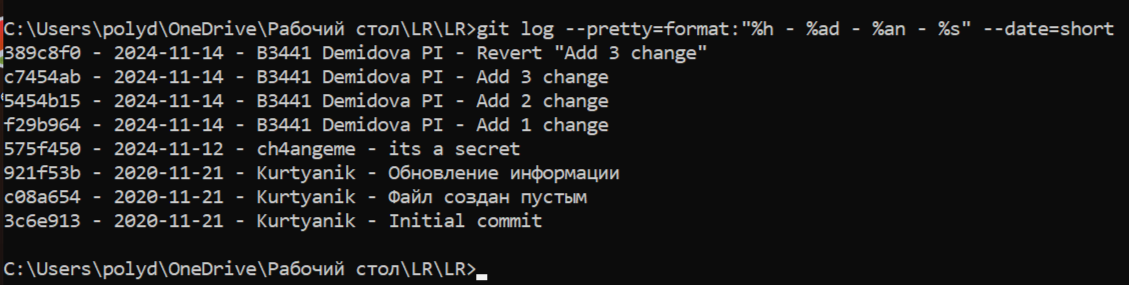 C:\Users\polyd\OneDrive\Рабочий стол\LR\LR>git log --pretty=format:"%h - %ad - %an - %s" --date=short
389c8f0 - 2024-11-14 - B3441 Demidova PI - Revert "Add 3 change"
c7454ab - 2024-11-14 - B3441 Demidova PI - Add 3 change
5454b15 - 2024-11-14 - B3441 Demidova PI - Add 2 change
f29b964 - 2024-11-14 - B3441 Demidova PI - Add 1 change
575f450 - 2024-11-12 - ch4angeme - its a secret
921f53b - 2020-11-21 - Kurtyanik - Обновление информации
c08a654 - 2020-11-21 - Kurtyanik - Файл создан пустым
3c6e913 - 2020-11-21 - Kurtyanik - Initial commit
C:\Users\polyd\OneDrive\Рабочий стол\LR\LR>